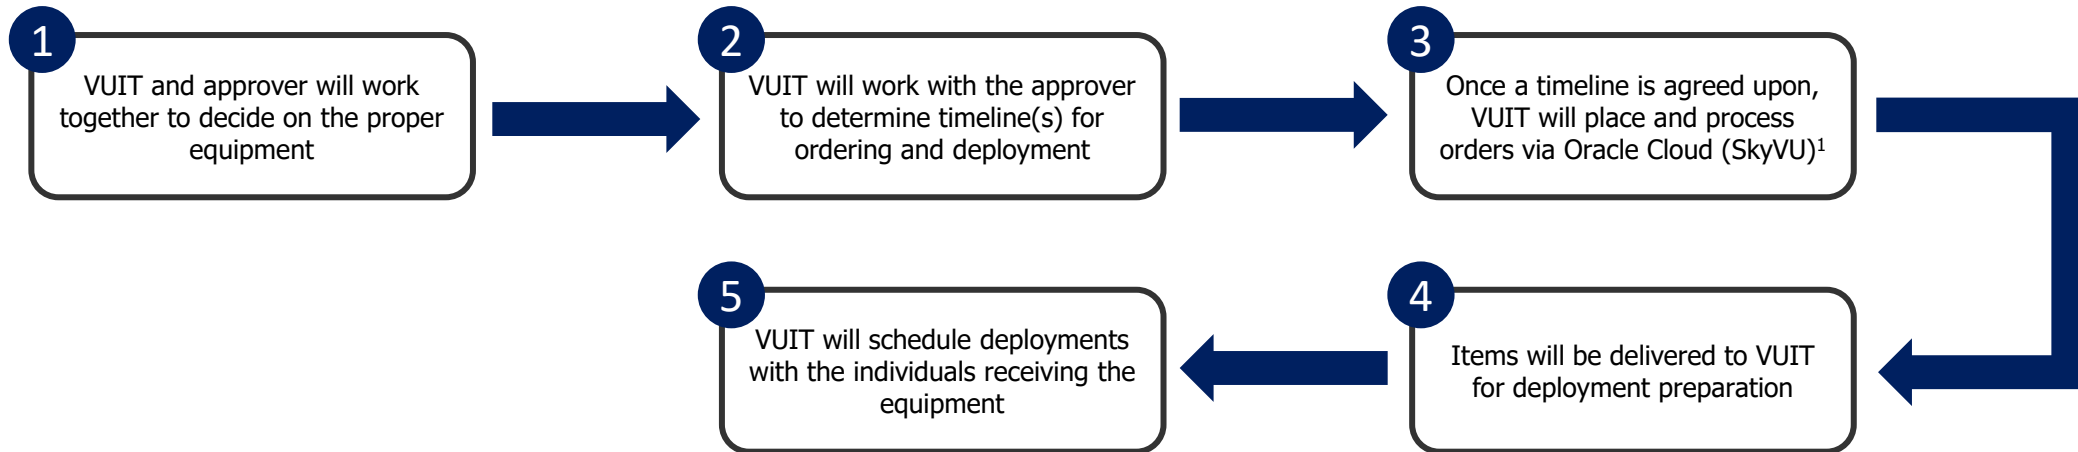 1
VUIT and approver will work
together to decide on the proper
equipment
2
VUIT will work with the approver
to determine timeline(s) for
ordering and deployment
3
Once a timeline is agreed upon,
VUIT will place and process
orders via Oracle Cloud (SkyVU)¹
4
Items will be delivered to VUIT
for deployment preparation
5
VUIT will schedule deployments
with the individuals receiving the
equipment